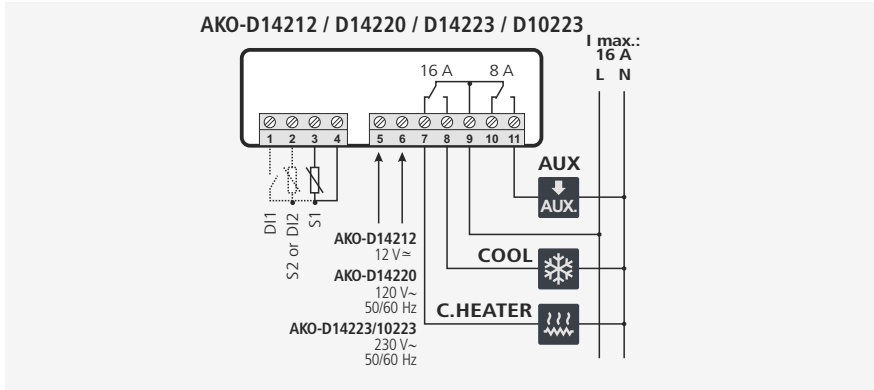 AKO-D14212 / D14220 / D14223 / D10223
I max.:
16 A
L N
16 A 8 A
1 2 3 4 5 6 7 8 9 10 11
DI1
S2 or DI2
S1
AUX
AUX.
AKO-D14212
12 V≂
COOL
AKO-D14220
120 V~
50/60 Hz
C.HEATER
AKO-D14223/10223
230 V~
50/60 Hz